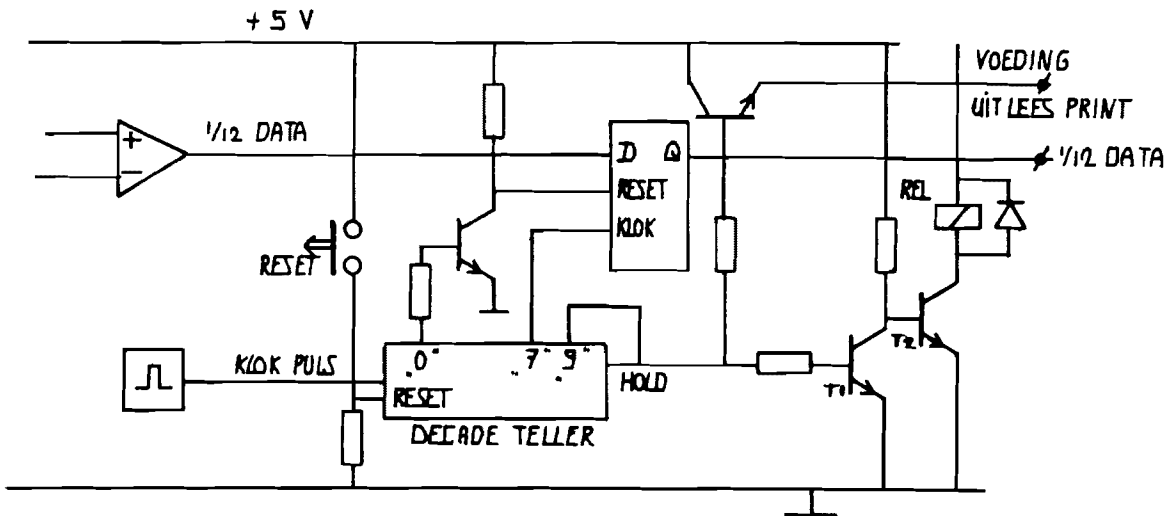 + 5 V
VOEDING
UITLEES PRINT
1/12 DATA
+
−
D Q
1/12 DATA
RESET
KLOK
REL
RESET
T2
KLOK PULS
"0" "7" "9"
HOLD
T1
RESET
DECADE TELLER